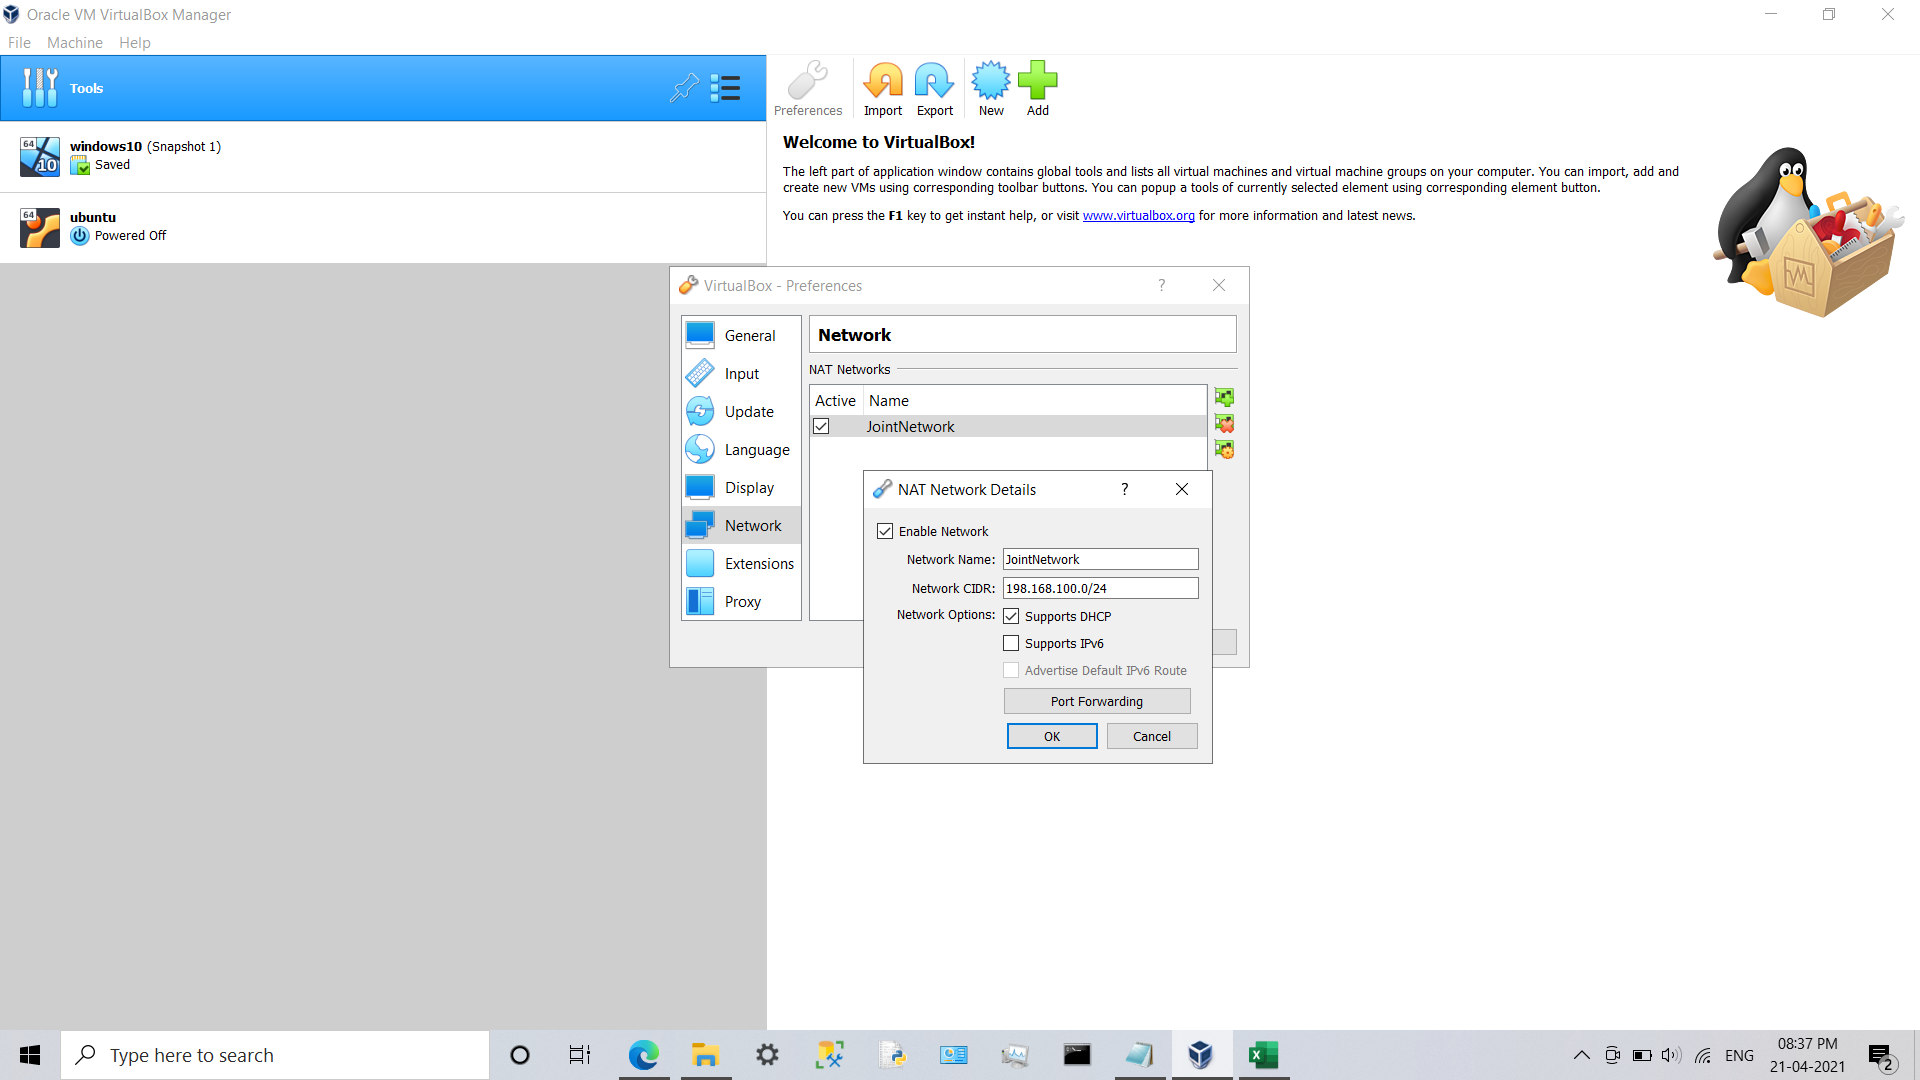 Oracle VM VirtualBox Manager
File Machine Help
Tools
Preferences Import Export New Add
64
10
windows10 (Snapshot 1)
Saved
64
ubuntu
Powered Off
Welcome to VirtualBox!
The left part of application window contains global tools and lists all virtual machines and virtual machine groups on your computer. You can import, add and
create new VMs using corresponding toolbar buttons. You can popup a tools of currently selected element using corresponding element button.
You can press the F1 key to get instant help, or visit www.virtualbox.org for more information and latest news.
VirtualBox - Preferences ?
General
Input
Update
Language
Display
Network
Extensions
Proxy
Network
NAT Networks
Active Name
JointNetwork
NAT Network Details ?
Enable Network
Network Name: JointNetwork
Network CIDR: 198.168.100.0/24
Network Options: Supports DHCP
Supports IPv6
Advertise Default IPv6 Route
Port Forwarding
OK Cancel
Type here to search
ENG
08:37 PM
21-04-2021
2